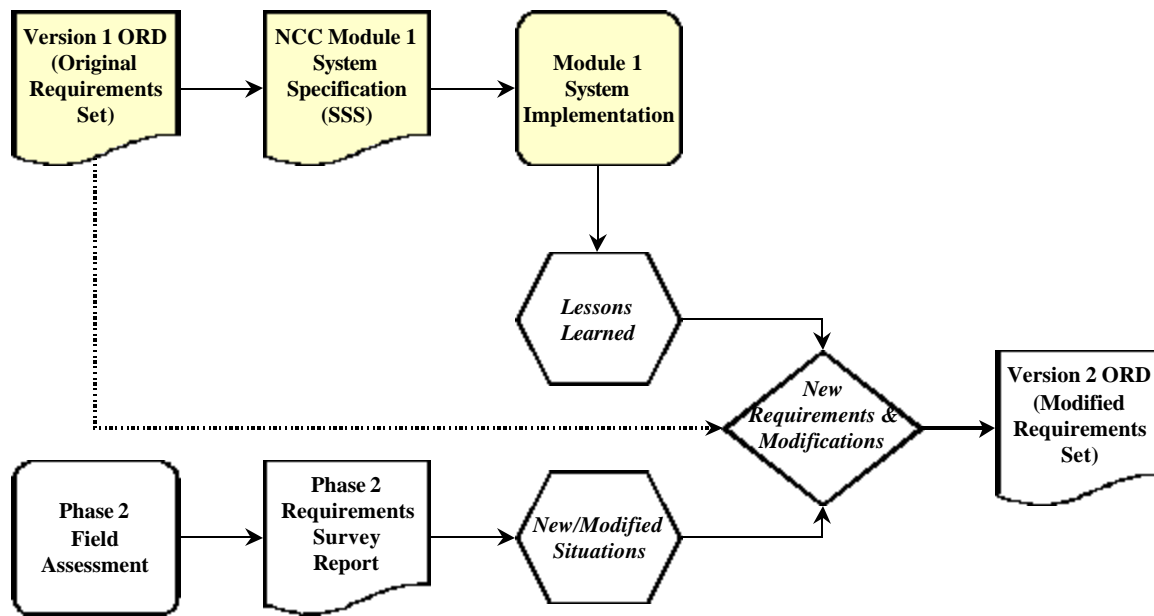 Version 1 ORD
(Original
Requirements
Set)
NCC Module 1
System
Specification
(SSS)
Module 1
System
Implementation
Lessons
Learned
New
Requirements &
Modifications
Version 2 ORD
(Modified
Requirements
Set)
Phase 2
Field
Assessment
Phase 2
Requirements
Survey
Report
New/Modified
Situations